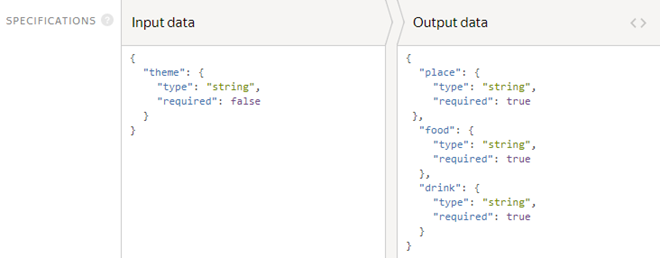 SPECIFICATIONS ?
Input data
{
  "theme": {
    "type": "string",
    "required": false
  }
}
Output data
< >
{
  "place": {
    "type": "string",
    "required": true
 },
  "food": {
    "type": "string",
    "required": true
  },
  "drink": {
    "type": "string",
    "required": true
  }
}